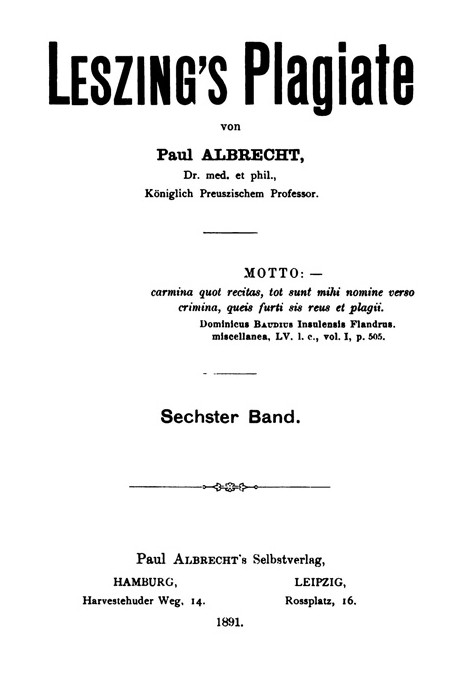 LESZING'S Plagiate
von
Paul ALBRECHT,
Dr. med. et phil.,
Königlich Preuszischem Professor.
MOTTO: —
carmina quot recitas, tot sunt mihi nomine verso
crimina, queis furti sis reus et plagii.
Dominicus BAUDIUS Insulensis Flandrus.
miscellanea, LV. l. c., vol. I, p. 505.
Sechster Band.
Paul ALBRECHT's Selbstverlag,
HAMBURG, LEIPZIG,
Harvestehuder Weg, 14. Rossplatz, 16.
1891.